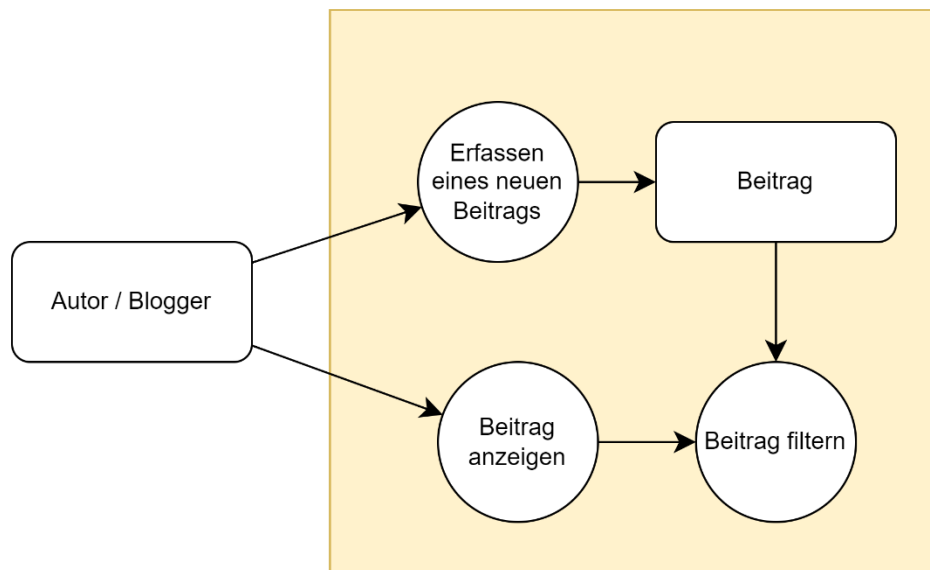 Erfassen
eines neuen
Beitrags
Beitrag
Autor / Blogger
Beitrag
anzeigen
Beitrag filtern